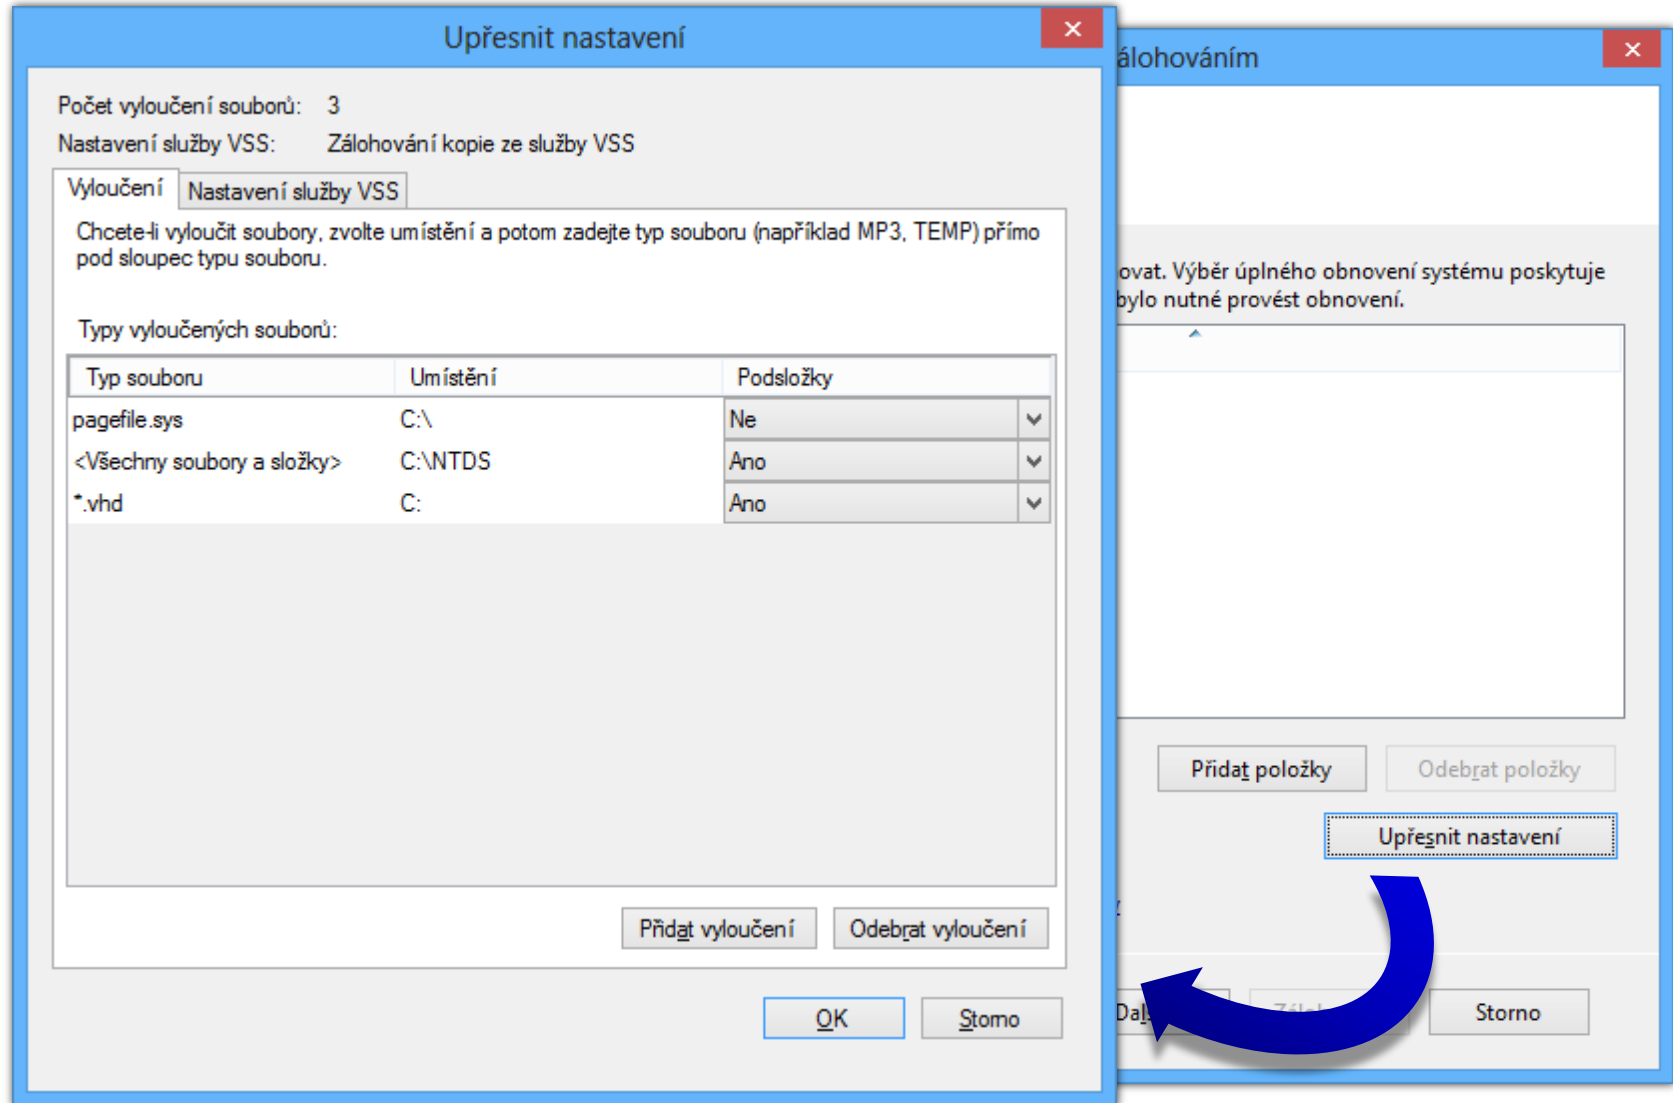 Upřesnit nastavení
Počet vyloučení souborů: 3
Nastavení služby VSS: Zálohování kopie ze služby VSS
Vyloučení Nastavení služby VSS
Chcete-li vyloučit soubory, zvolte umístění a potom zadejte typ souboru (například MP3, TEMP) přímo
pod sloupec typu souboru.
Typy vyloučených souborů:
Typ souboru Umístění Podsložky
pagefile.sys C:\ Ne
<Všechny soubory a složky> C:\NTDS Ano
*.vhd C: Ano
Přidat vyloučení Odebrat vyloučení
OK Storno
álohováním
ovat. Výběr úplného obnovení systému poskytuje
bylo nutné provést obnovení.
Přidat položky Odebrat položky
Upřesnit nastavení
Storno